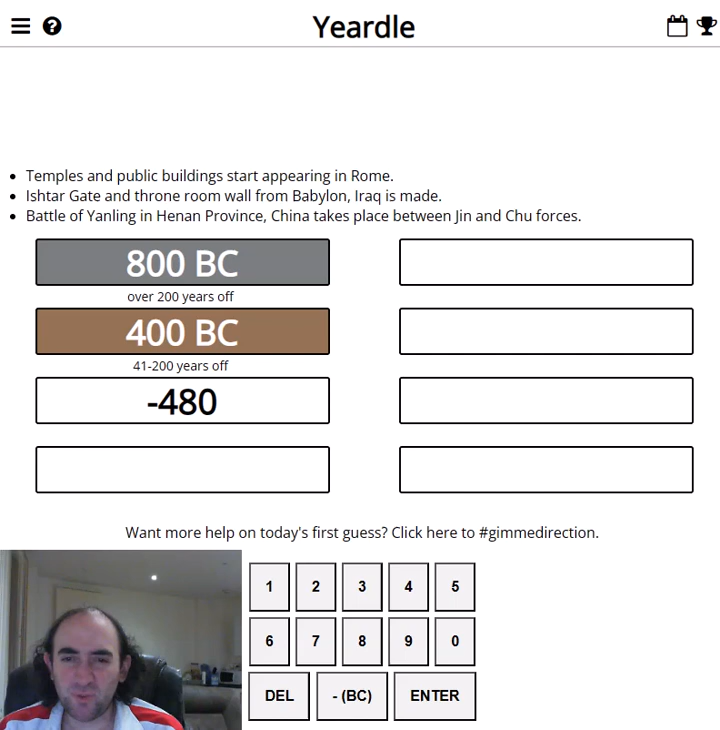 Yeardle
Temples and public buildings start appearing in Rome.
Ishtar Gate and throne room wall from Babylon, Iraq is made.
Battle of Yanling in Henan Province, China takes place between Jin and Chu forces.
800 BC
over 200 years off
400 BC
41-200 years off
-480
Want more help on today's first guess? Click here to #gimmedirection.
1 2 3 4 5
6 7 8 9 0
DEL - (BC) ENTER